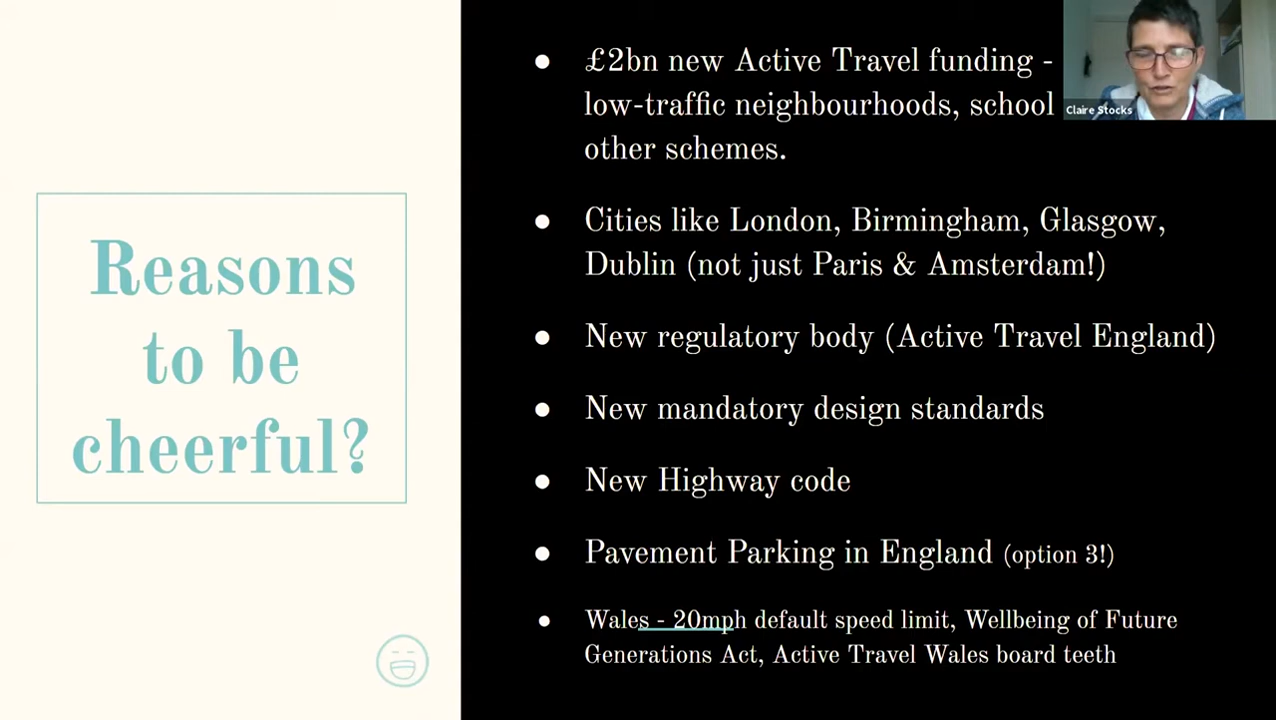 Reasons
to be
cheerful?
● £2bn new Active Travel funding -
low-traffic neighbourhoods, school
other schemes.
● Cities like London, Birmingham, Glasgow,
Dublin (not just Paris & Amsterdam!)
● New regulatory body (Active Travel England)
● New mandatory design standards
● New Highway code
● Pavement Parking in England (option 3!)
● Wales - 20mph default speed limit, Wellbeing of Future
Generations Act, Active Travel Wales board teeth
Claire Stocks